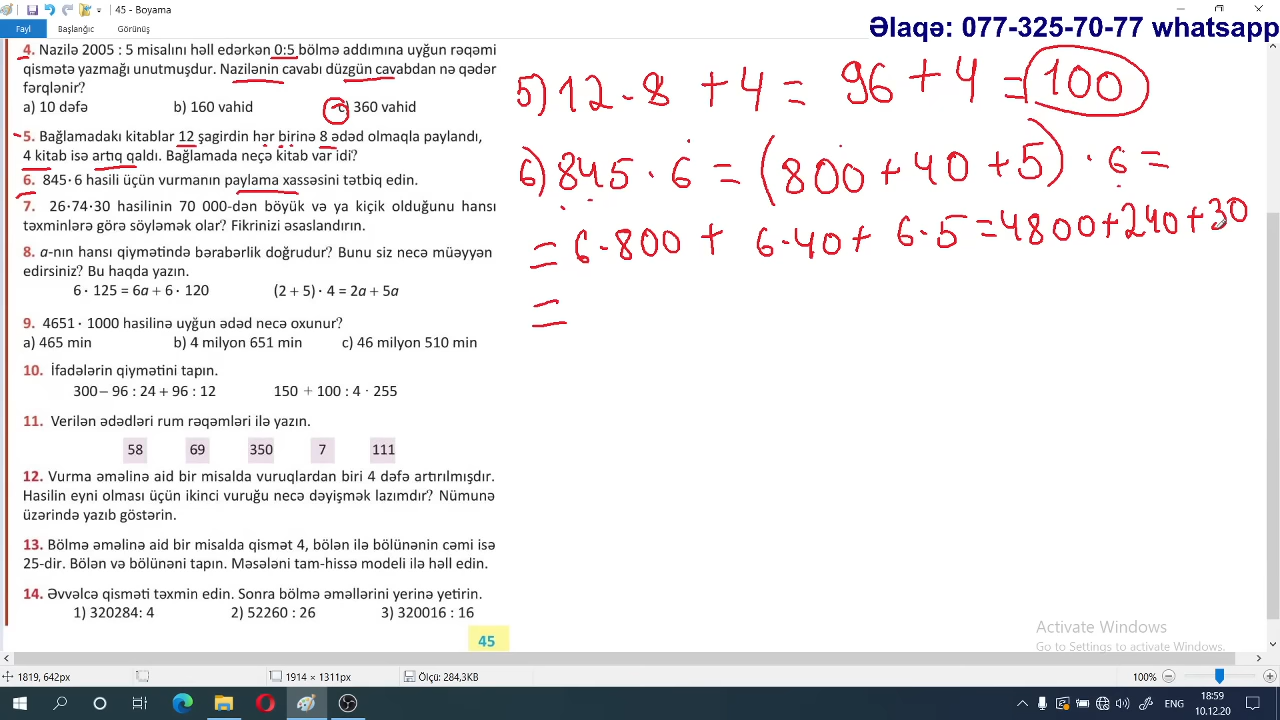 45 - Boyama
Fayl Başlanğıc Görünüş
Əlaqə: 077-325-70-77 whatsapp
4. Nazilə 2005 : 5 misalını həll edərkən 0:5 bölmə addımına uyğun rəqəmi
qismətə yazmağı unutmuşdur. Nazilənin cavabı düzgün cavabdan nə qədər
fərqlənir?
a) 10 dəfə b) 160 vahid c) 360 vahid
5. Bağlamadakı kitablar 12 şagirdin hər birinə 8 ədəd olmaqla paylandı,
4 kitab isə artıq qaldı. Bağlamada neçə kitab var idi?
6. 845·6 hasili üçün vurmanın paylama xassəsini tətbiq edin.
7. 26·74·30 hasilinin 70 000-dən böyük və ya kiçik olduğunu hansı
təxminlərə görə söyləmək olar? Fikrinizi əsaslandırın.
8. a-nın hansı qiymətində bərabərlik doğrudur? Bunu siz necə müəyyən
edirsiniz? Bu haqda yazın.
6· 125 = 6a + 6· 120 (2 + 5) · 4 = 2a + 5a
9. 4651· 1000 hasilinə uyğun ədəd necə oxunur?
a) 465 min b) 4 milyon 651 min c) 46 milyon 510 min
10. İfadələrin qiymətini tapın.
300 – 96 : 24 + 96 : 12 150 + 100 : 4 · 255
11. Verilən ədədləri rum rəqəmləri ilə yazın.
58 69 350 7 111
12. Vurma əməlinə aid bir misalda vuruqlardan biri 4 dəfə artırılmışdır.
Hasilin eyni olması üçün ikinci vuruğu necə dəyişmək lazımdır? Nümunə
üzərində yazıb göstərin.
13. Bölmə əməlinə aid bir misalda qismət 4, bölən ilə bölünənin cəmi isə
25-dir. Bölən və bölünəni tapın. Məsələni tam-hissə modeli ilə həll edin.
14. Əvvəlcə qisməti təxmin edin. Sonra bölmə əməllərini yerinə yetirin.
1) 320284: 4 2) 52260 : 26 3) 320016 : 16
45
5) 12 · 8 + 4 = 96 + 4 = 100
6) 845 · 6 = (800 + 40 + 5) · 6 =
= 6·800 + 6·40 + 6·5 = 4800 + 240 + 30
=
Activate Windows
Go to Settings to activate Windows.
1819, 642px 1914 × 1311px Ölçü: 284,3KB 100%
ENG 18:59
10.12.20